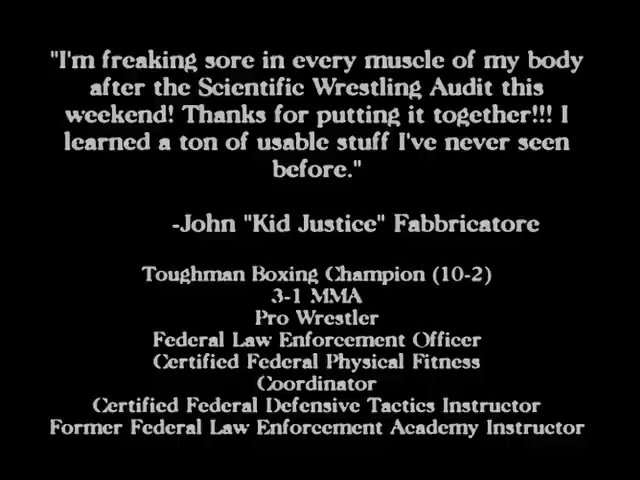 "I'm freaking sore in every muscle of my body
after the Scientific Wrestling Audit this
weekend! Thanks for putting it together!!! I
learned a ton of usable stuff I've never seen
before."
-John "Kid Justice" Fabbricatore
Toughman Boxing Champion (10-2)
3-1 MMA
Pro Wrestler
Federal Law Enforcement Officer
Certified Federal Physical Fitness
Coordinator
Certified Federal Defensive Tactics Instructor
Former Federal Law Enforcement Academy Instructor